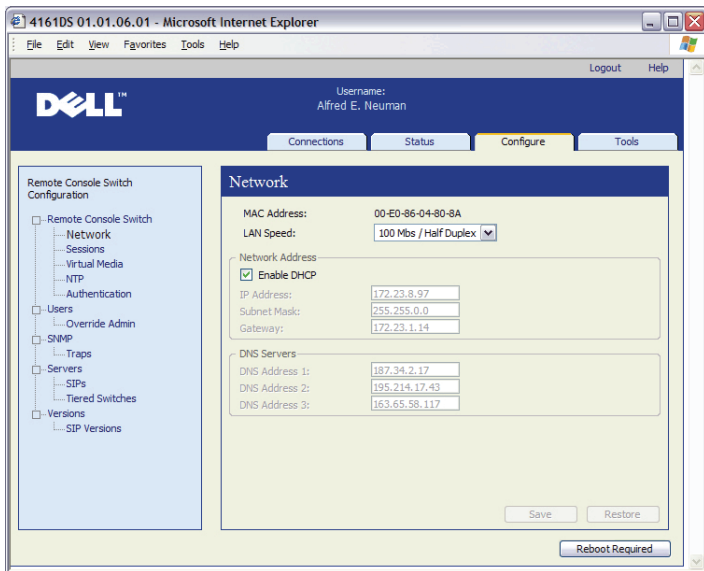 4161DS 01.01.06.01 - Microsoft Internet Explorer
File Edit View Favorites Tools Help
Logout Help
DELL™
Username:
Alfred E. Neuman
Connections Status Configure Tools
Remote Console Switch
Configuration
Remote Console Switch
Network
Sessions
Virtual Media
NTP
Authentication
Users
Override Admin
SNMP
Traps
Servers
SIPs
Tiered Switches
Versions
SIP Versions
Network
MAC Address: 00-E0-86-04-80-8A
LAN Speed: 100 Mbs / Half Duplex
Network Address
Enable DHCP
IP Address: 172.23.8.97
Subnet Mask: 255.255.0.0
Gateway: 172.23.1.14
DNS Servers
DNS Address 1: 187.34.2.17
DNS Address 2: 195.214.17.43
DNS Address 3: 163.65.58.117
Save Restore
Reboot Required